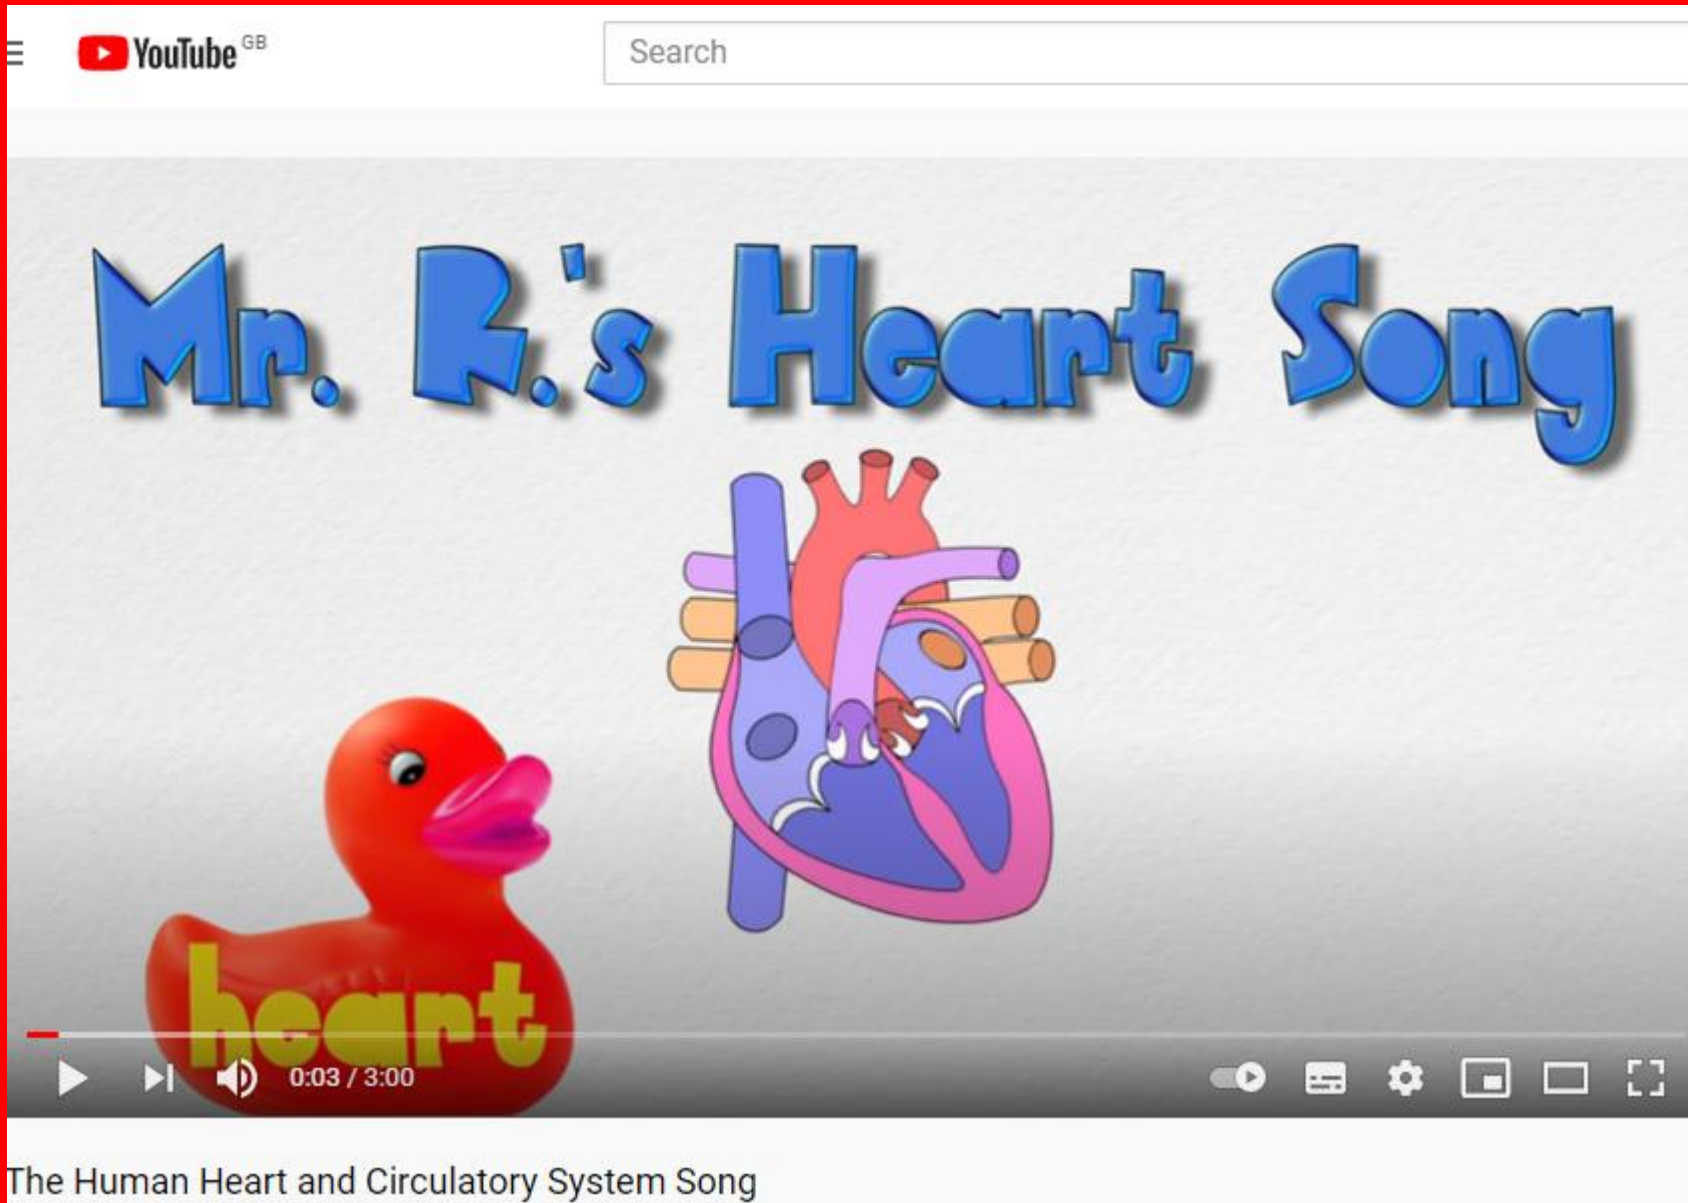 YouTube GB
Search
Mr. R.'s Heart Song
heart
0:03 / 3:00
The Human Heart and Circulatory System Song